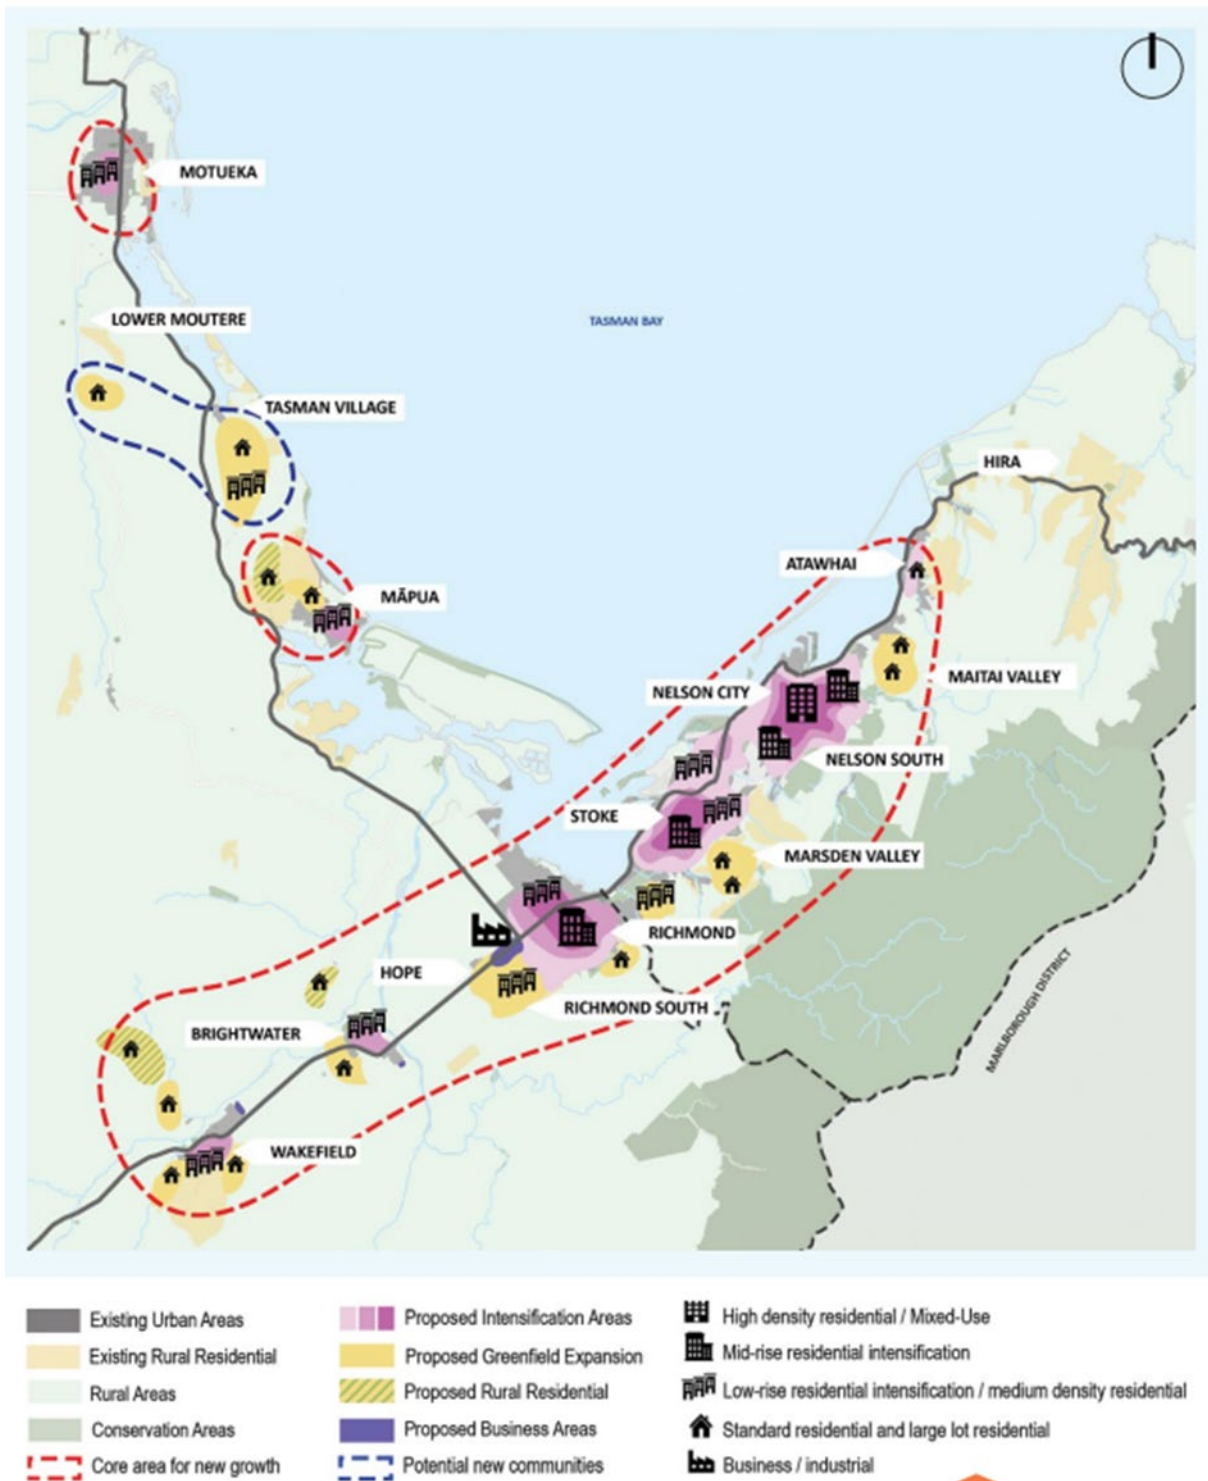 MOTUEKA
LOWER MOUTERE
TASMAN BAY
TASMAN VILLAGE
HIRA
ATAWHAI
MĀPUA
MAITAI VALLEY
NELSON CITY
NELSON SOUTH
STOKE
MARSDEN VALLEY
RICHMOND
HOPE
RICHMOND SOUTH
BRIGHTWATER
MARLBOROUGH DISTRICT
WAKEFIELD
Existing Urban Areas
Existing Rural Residential
Rural Areas
Conservation Areas
Core area for new growth
Proposed Intensification Areas
Proposed Greenfield Expansion
Proposed Rural Residential
Proposed Business Areas
Potential new communities
High density residential / Mixed-Use
Mid-rise residential intensification
Low-rise residential intensification / medium density residential
Standard residential and large lot residential
Business / industrial